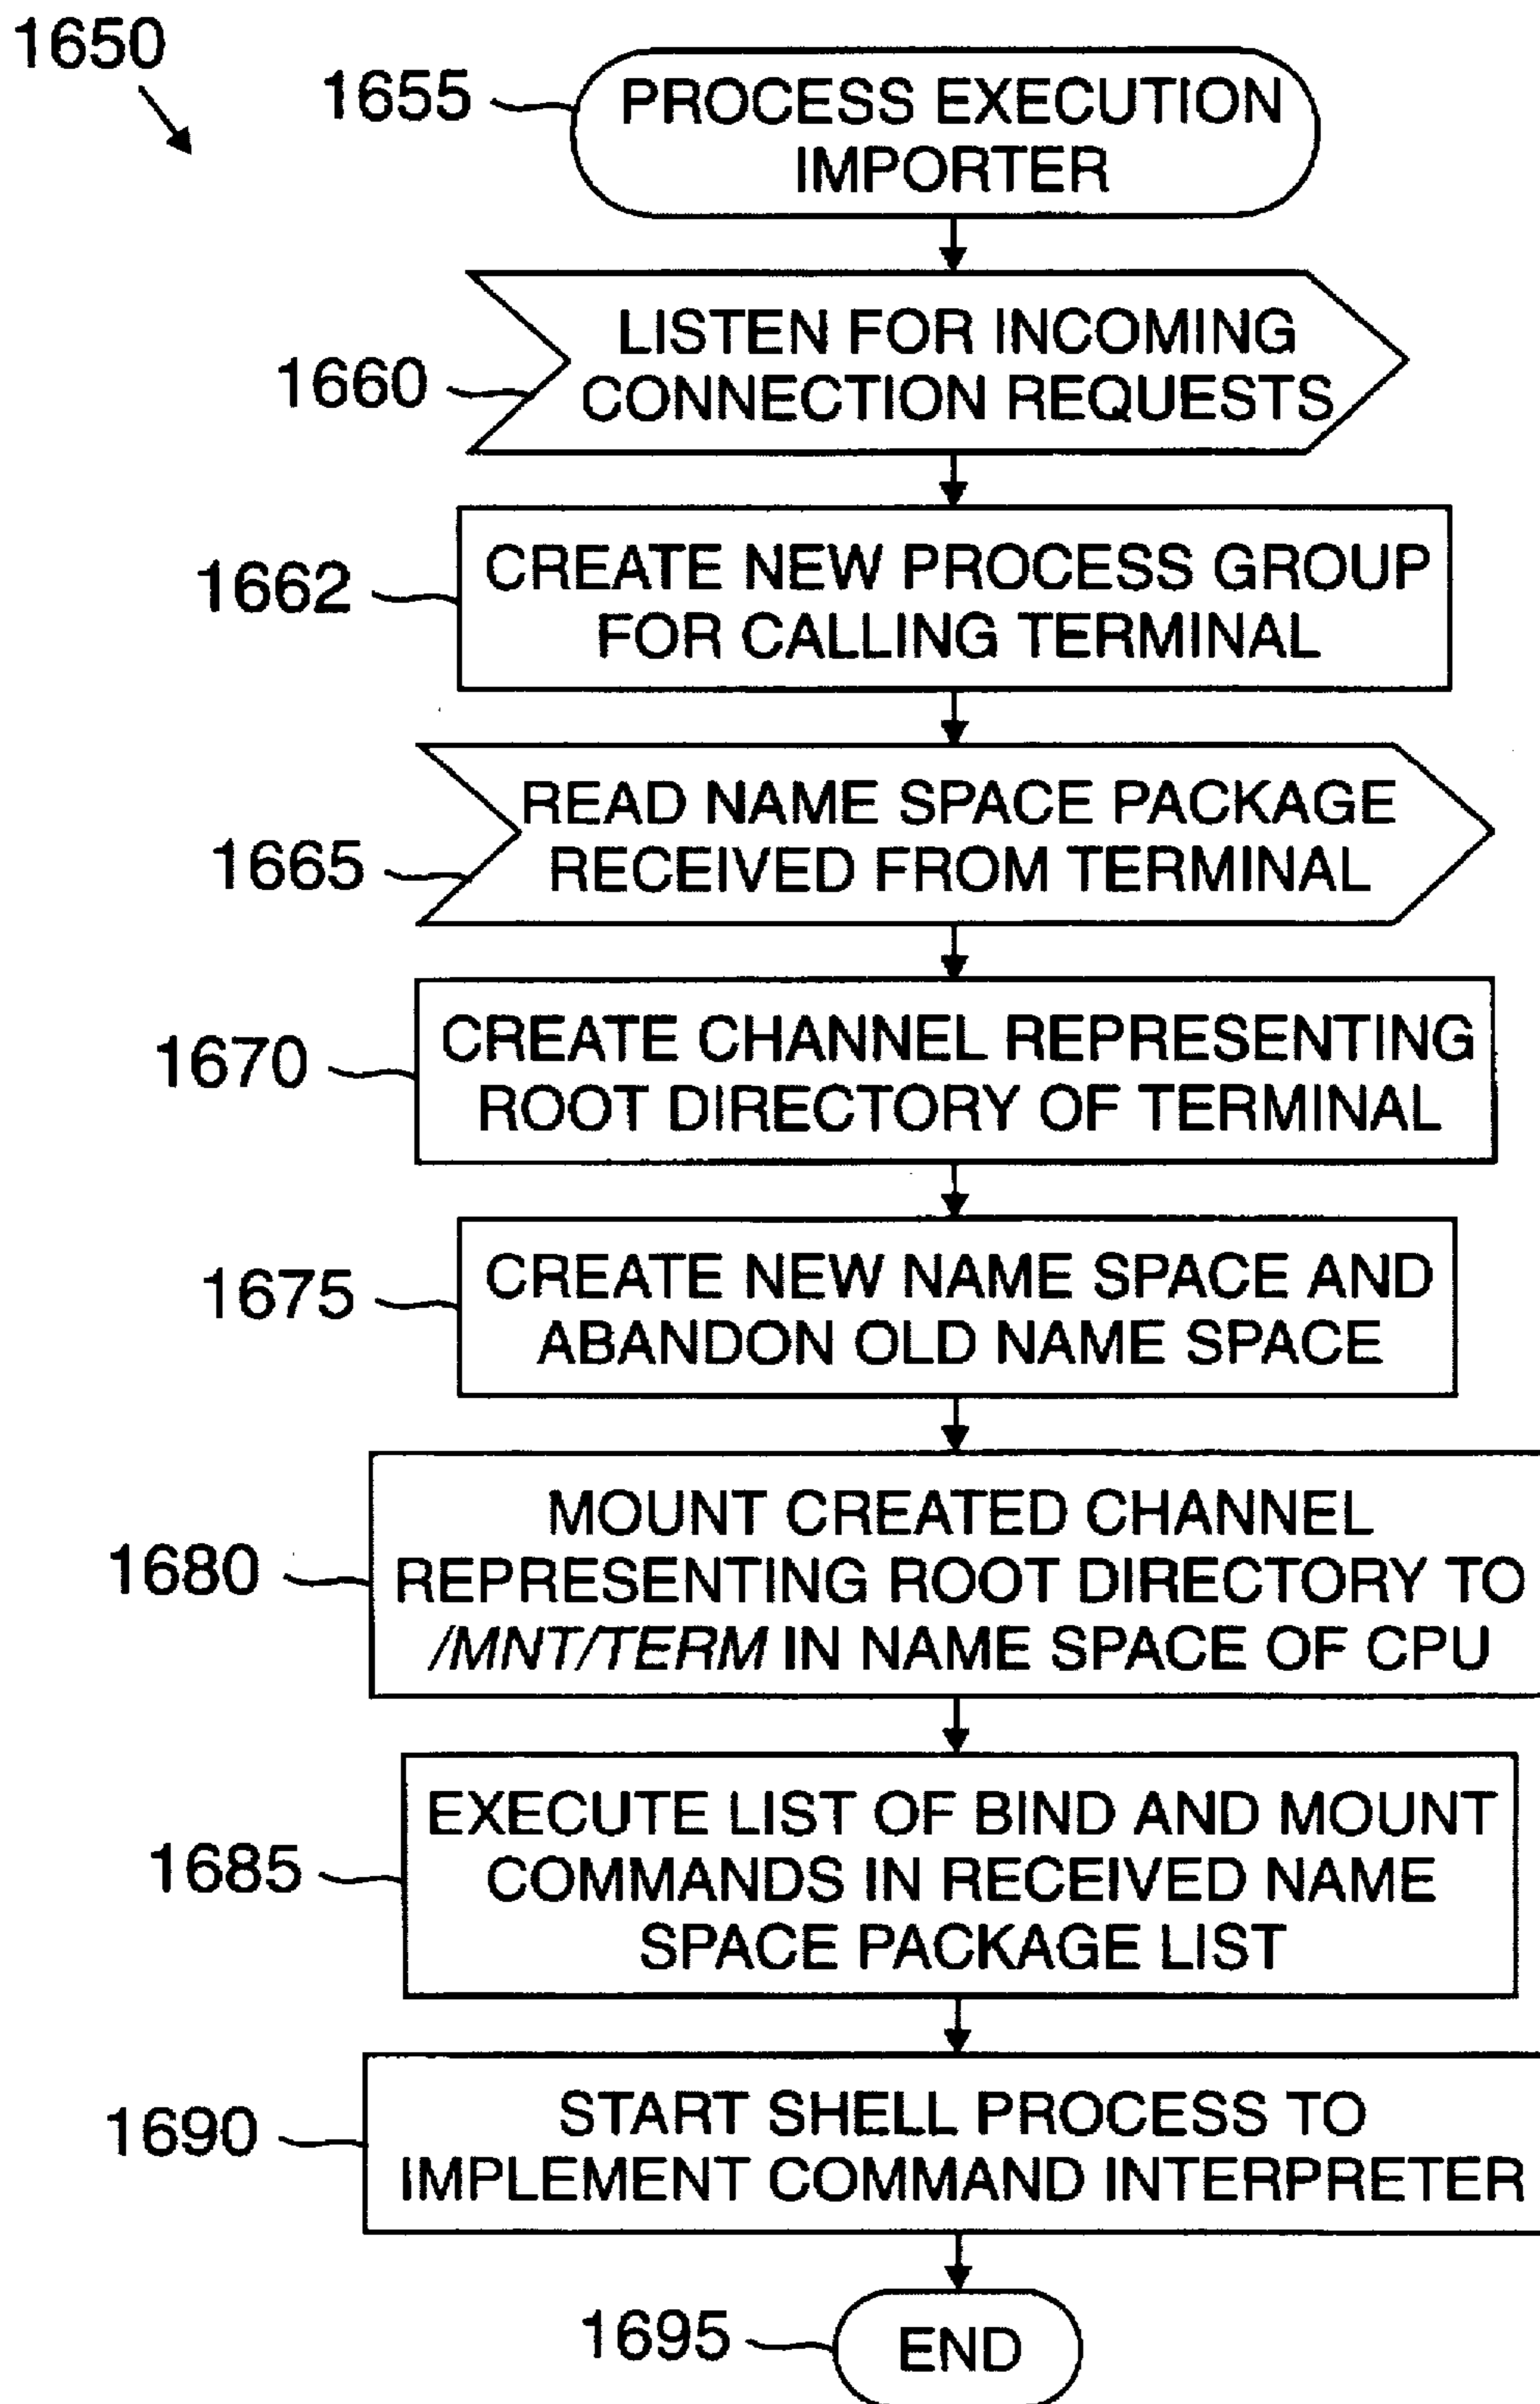 1650
1655
PROCESS EXECUTION
IMPORTER
1660
LISTEN FOR INCOMING
CONNECTION REQUESTS
1662
CREATE NEW PROCESS GROUP
FOR CALLING TERMINAL
1665
READ NAME SPACE PACKAGE
RECEIVED FROM TERMINAL
1670
CREATE CHANNEL REPRESENTING
ROOT DIRECTORY OF TERMINAL
1675
CREATE NEW NAME SPACE AND
ABANDON OLD NAME SPACE
1680
MOUNT CREATED CHANNEL
REPRESENTING ROOT DIRECTORY TO
/MNT/TERM IN NAME SPACE OF CPU
1685
EXECUTE LIST OF BIND AND MOUNT
COMMANDS IN RECEIVED NAME
SPACE PACKAGE LIST
1690
START SHELL PROCESS TO
IMPLEMENT COMMAND INTERPRETER
1695
END